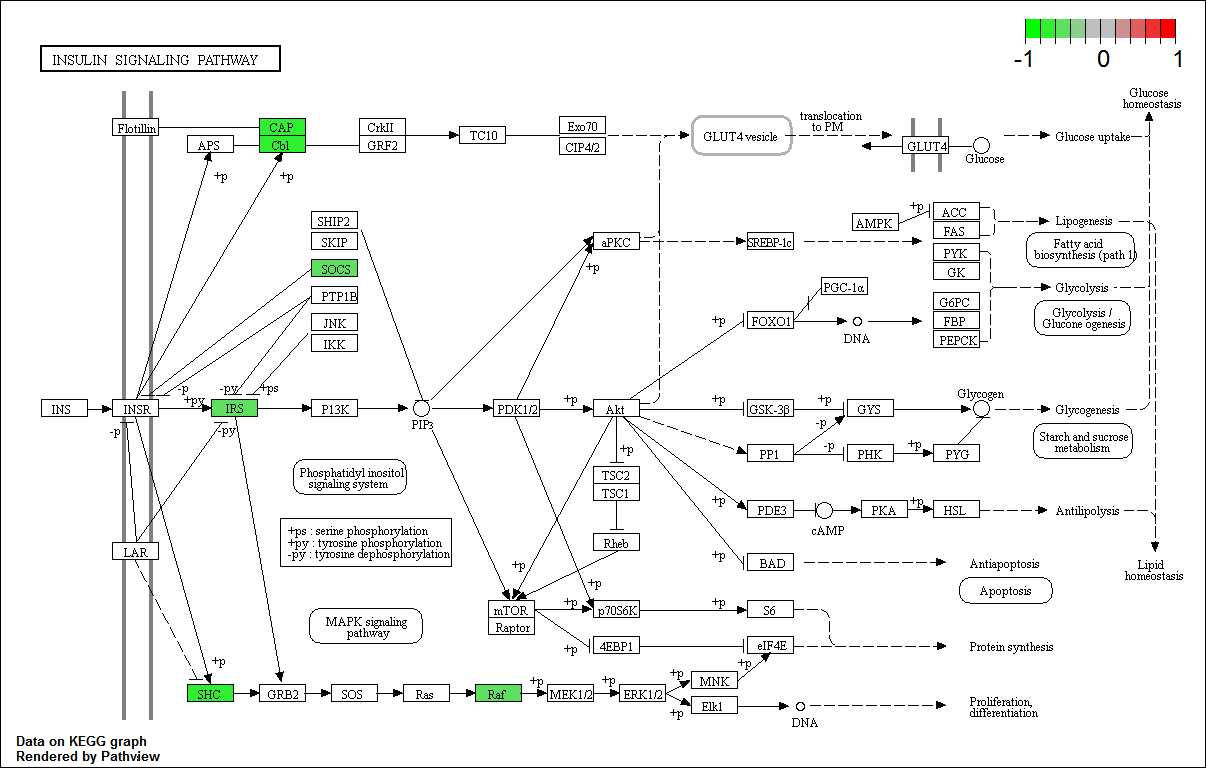 INSULIN SIGNALING PATHWAY
-1 0 1
Glucose
homeostasis
Flotillin
CAP
Cbl
APS
CrkII
GRF2
TC10
Exo70
CIP4/2
GLUT4 vesicle
translocation
to PM
GLUT4
Glucose
Glucose uptake
+p
+p
SHIP2
SKIP
SOCS
PTP1B
JNK
IKK
aPKC
+p
SREBP-1c
AMPK
+p
ACC
FAS
PYK
GK
G6PC
FBP
PEPCK
Lipogenesis
Fatty acid
biosynthesis (path 1)
Glycolysis
Glycolysis /
Glucone ogenesis
PGC-1α
+p
FOXO1
DNA
-p
+py
-py
+ps
INS
INSR
IRS
P13K
PIP3
PDK1/2
+p
Akt
+p
GSK-3β
+p
GYS
Glycogen
Glycogenesis
-p
-py
-p
+p
PP1
-p
PHK
+p
PYG
Starch and sucrose
metabolism
Phosphatidyl inositol
signaling system
+p
TSC2
TSC1
+p
PDE3
cAMP
PKA
+p
HSL
Antilipolysis
+ps : serine phosphorylation
+py : tyrosine phosphorylation
-py : tyrosine dephosphorylation
LAR
Rheb
+p
+p
+p
BAD
Antiapoptosis
Apoptosis
Lipid
homeostasis
MAPK signaling
pathway
mTOR
Raptor
+p
p70S6K
+p
S6
+p
4EBP1
eIF4E
Protein synthesis
+p
+p
SHC
GRB2
SOS
Ras
Raf
+p
MEK1/2
+p
ERK1/2
+p
MNK
+p
Elk1
DNA
Proliferation,
differentiation
Data on KEGG graph
Rendered by Pathview